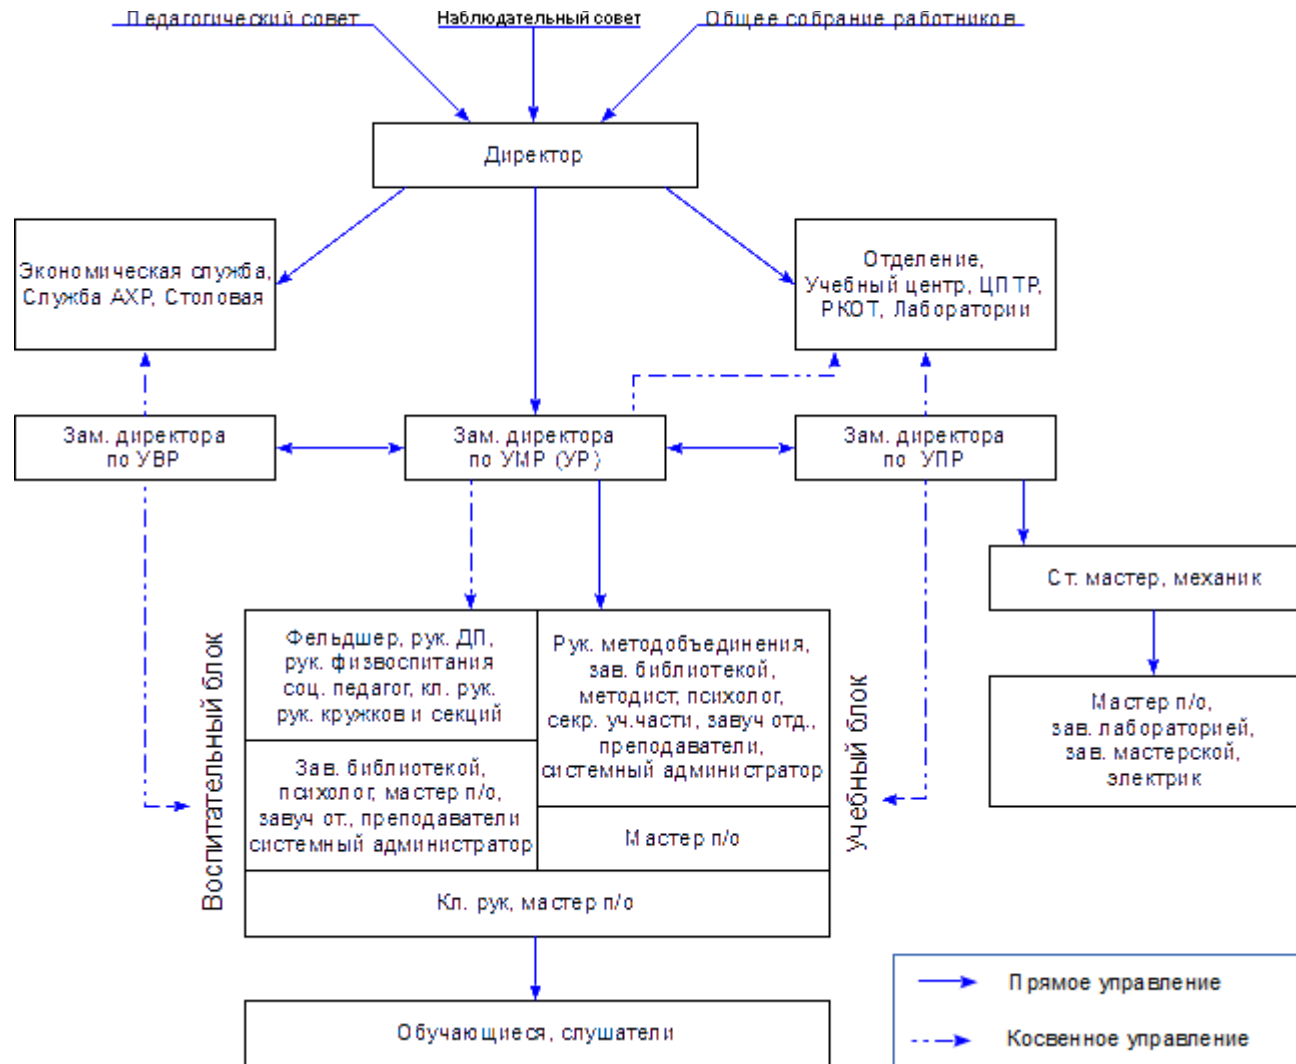 Педагогический совет
Наблюдательный совет
Общее собрание работников
Директор
Экономическая служба,
Служба АХР, Столовая
Отделение,
Учебный центр, ЦПТР,
РКОТ, Лаборатории
Зам. директора
по УВР
Зам. директора
по УМР (УР)
Зам. директора
по УПР
Ст. мастер, механик
Воспитательный блок
Фельдшер, рук. ДП,
рук. физвоспитания
соц. педагог, кл. рук.
рук. кружков и секций
Зав. библиотекой,
психолог, мастер п/о,
завуч от., преподаватели
системный администратор
Рук. методобъединения,
зав. библиотекой,
методист, психолог,
секр. уч.части, завуч отд.,
преподаватели,
системный администратор
Мастер п/о
Учебный блок
Мастер п/о,
зав. лабораторией,
зав. мастерской,
электрик
Кл. рук, мастер п/о
Обучающиеся, слушатели
Прямое управление
Косвенное управление